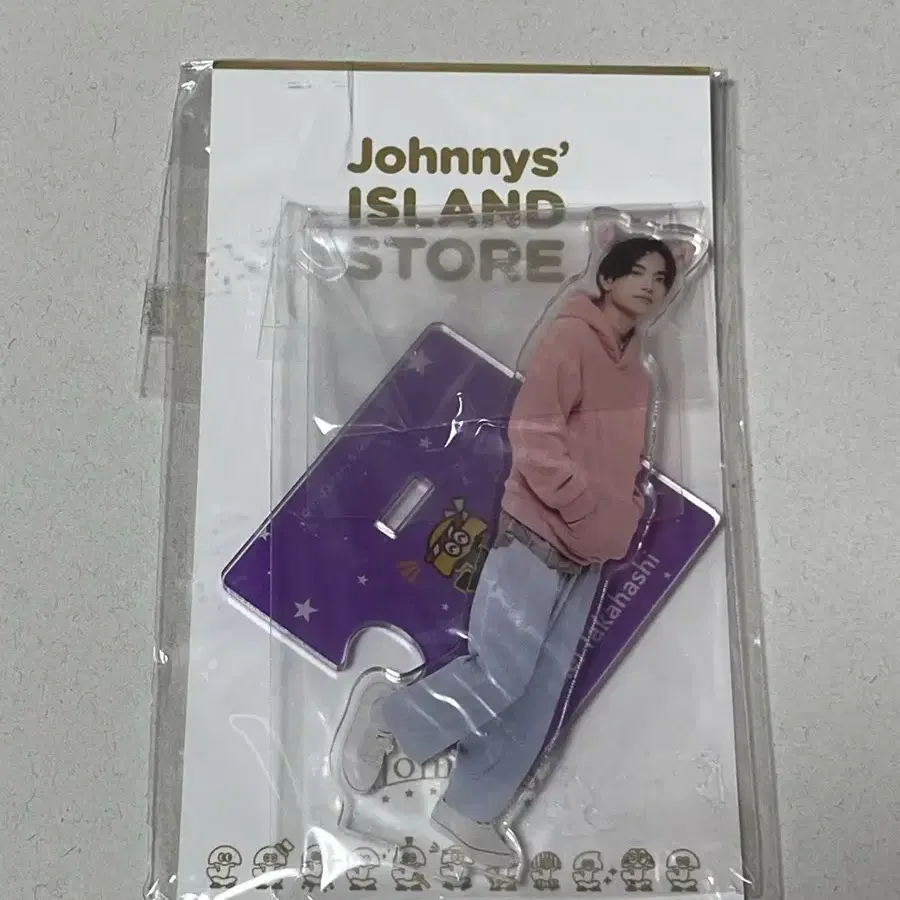 Johnnys'
ISLAND
STORE
Takahashi